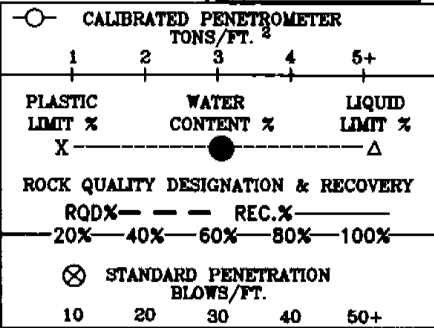 CALIBRATED PENETROMETER
TONS/FT. 2
1 2 3 4 5+
PLASTIC WATER LIQUID
LIMIT % CONTENT % LIMIT %
X Δ
ROCK QUALITY DESIGNATION & RECOVERY
RQD% REC.%
20% 40% 60% 80% 100%
STANDARD PENETRATION
BLOWS/FT.
10 20 30 40 50+